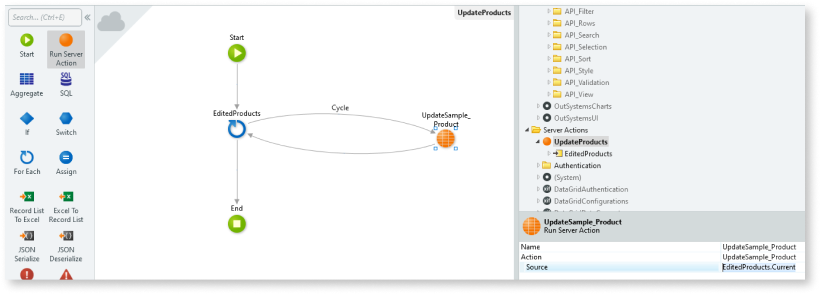 Search... (Ctrl+E)
Start
Run Server
Action
Aggregate
SQL
SQL
If
Switch
For Each
Assign
Record List
To Excel
Excel To
Record List
JSON
Serialize
JSON
Deserialize
UpdateProducts
Start
EditedProducts
Cycle
UpdateSample_
Product
End
API_Filter
API_Rows
API_Search
API_Selection
API_Sort
API_Style
API_Validation
API_View
OutSystemsCharts
OutSystemsUI
Server Actions
UpdateProducts
EditedProducts
Authentication
(System)
DataGridAuthentication
DataGridConfigurations
UpdateSample_Product
Run Server Action
Name UpdateSample_Product
Action UpdateSample_Product
Source EditedProducts.Current